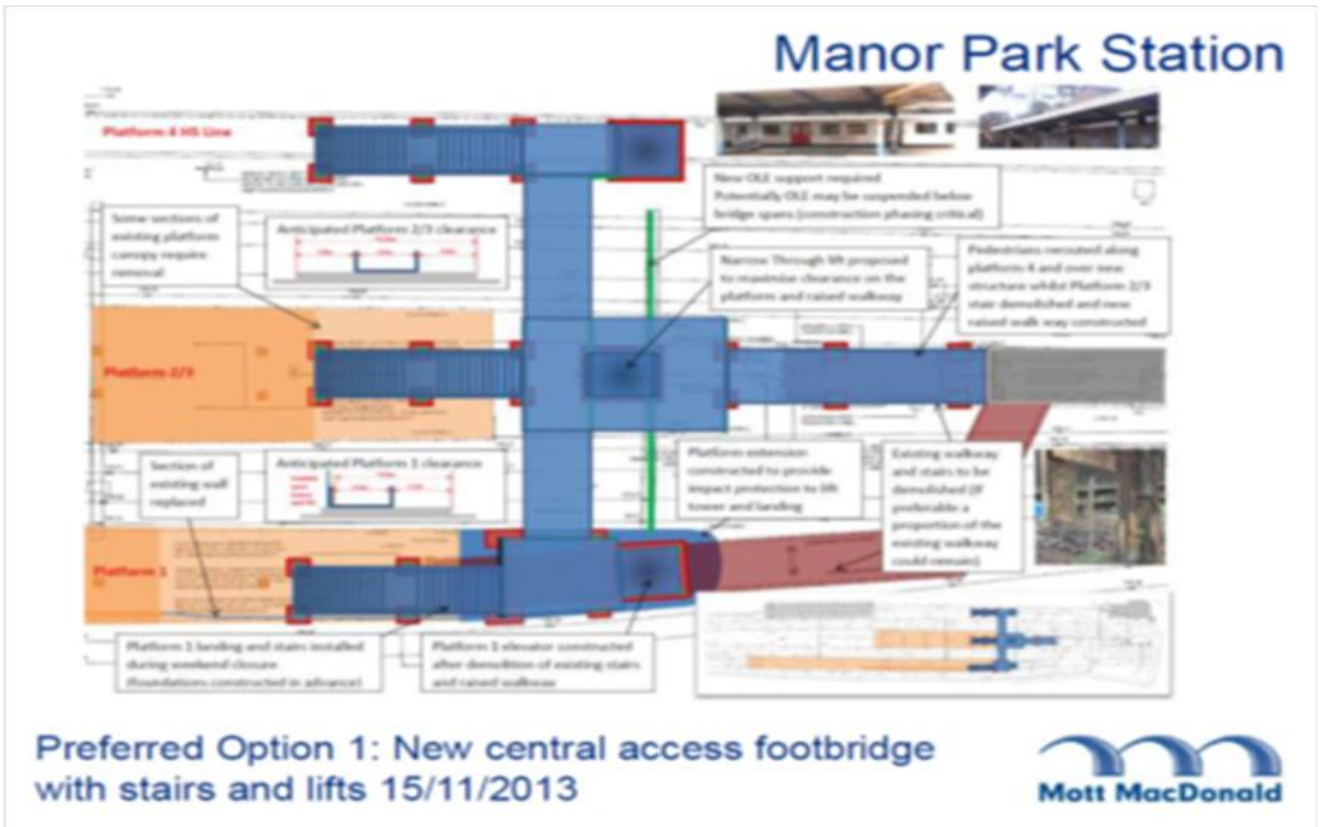 Manor Park Station
Platform 4 HS Line
New OLE support required
Potentially OLE may be suspended below
bridge spans (construction phasing critical)
Some sections of
existing platform
canopy require
removal
Anticipated Platform 2/3 clearance
Narrow Through lift proposed
to maximise clearance on the
platform and raised walkway
Pedestrians rerouted along
platform 4 and over new
structure whilst Platform 2/3
stair demolished and new
raised walk way constructed
Platform 2/3
Section of
existing wall
replaced
Anticipated Platform 1 clearance
Platform extension
constructed to provide
impact protection to lift
tower and landing
Existing walkway
and stairs to be
demolished (If
preferable a
proportion of the
existing walkway
could remain)
Platform 1
Platform 1 landing and stairs installed
during weekend closure
(foundations constructed in advance)
Platform 1 elevator constructed
after demolition of existing stairs
and raised walkway
Preferred Option 1: New central access footbridge
with stairs and lifts 15/11/2013
Mott MacDonald